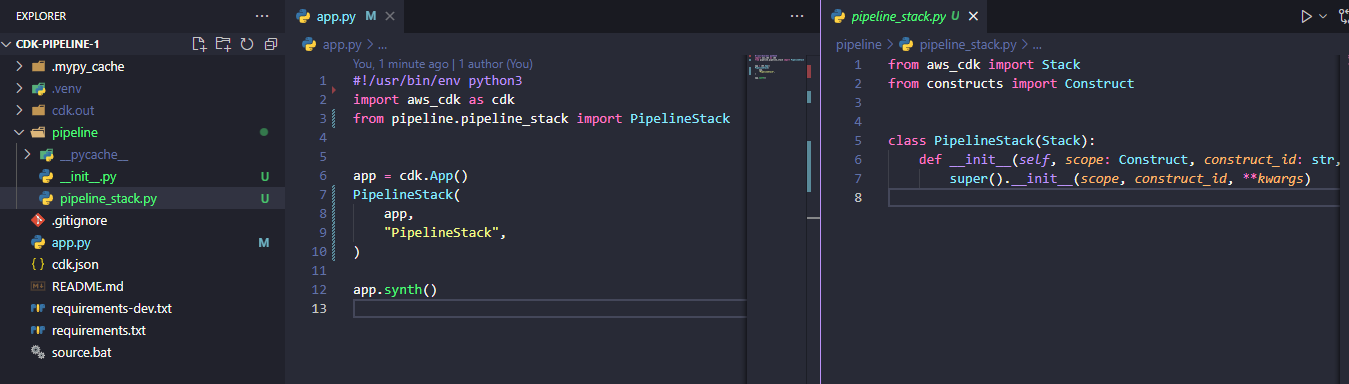 EXPLORER
CDK-PIPELINE-1
.mypy_cache
.venv
cdk.out
pipeline
__pycache__
__init__.py U
pipeline_stack.py U
.gitignore
app.py M
cdk.json
README.md
requirements-dev.txt
requirements.txt
source.bat
app.py M
app.py > ...
You, 1 minute ago | 1 author (You)
1 #!/usr/bin/env python3
2 import aws_cdk as cdk
3 from pipeline.pipeline_stack import PipelineStack
4
5
6 app = cdk.App()
7 PipelineStack(
8     app,
9     "PipelineStack",
10 )
11
12 app.synth()
13
pipeline_stack.py U
pipeline > pipeline_stack.py > ...
1 from aws_cdk import Stack
2 from constructs import Construct
3
4
5 class PipelineStack(Stack):
6     def __init__(self, scope: Construct, construct_id: str,
7         super().__init__(scope, construct_id, **kwargs)
8